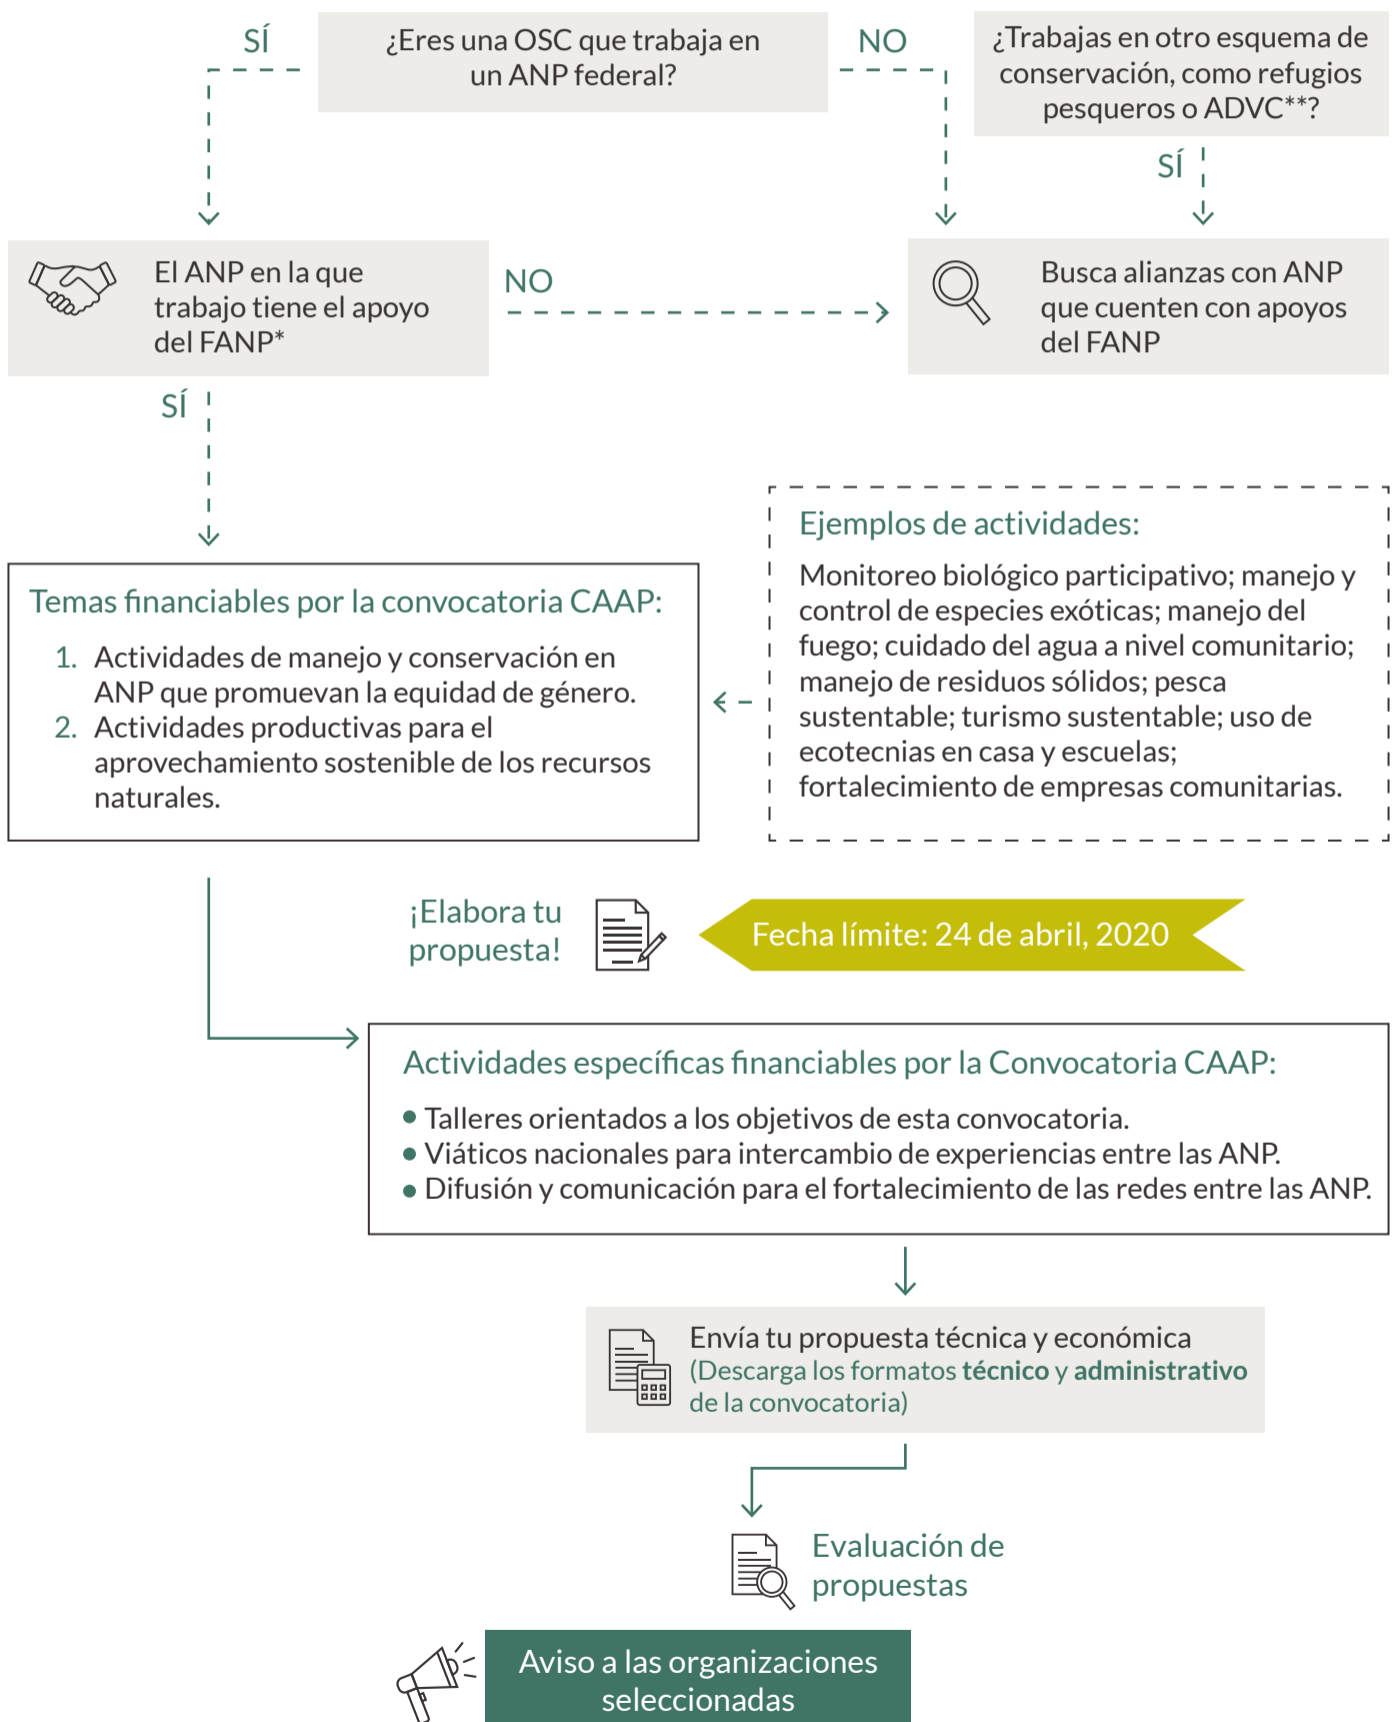 SÍ
¿Eres una OSC que trabaja en
un ANP federal?
NO
¿Trabajas en otro esquema de
conservación, como refugios
pesqueros o ADVC**?
SÍ
El ANP en la que
trabajo tiene el apoyo
del FANP*
NO
Busca alianzas con ANP
que cuenten con apoyos
del FANP
SÍ
Temas financiables por la convocatoria CAAP:
1. Actividades de manejo y conservación en
ANP que promuevan la equidad de género.
2. Actividades productivas para el
aprovechamiento sostenible de los recursos
naturales.
Ejemplos de actividades:
Monitoreo biológico participativo; manejo y
control de especies exóticas; manejo del
fuego; cuidado del agua a nivel comunitario;
manejo de residuos sólidos; pesca
sustentable; turismo sustentable; uso de
ecotecnias en casa y escuelas;
fortalecimiento de empresas comunitarias.
¡Elabora tu
propuesta!
Fecha límite: 24 de abril, 2020
Actividades específicas financiables por la Convocatoria CAAP:
• Talleres orientados a los objetivos de esta convocatoria.
• Viáticos nacionales para intercambio de experiencias entre las ANP.
• Difusión y comunicación para el fortalecimiento de las redes entre las ANP.
Envía tu propuesta técnica y económica
(Descarga los formatos técnico y administrativo
de la convocatoria)
Evaluación de
propuestas
Aviso a las organizaciones
seleccionadas